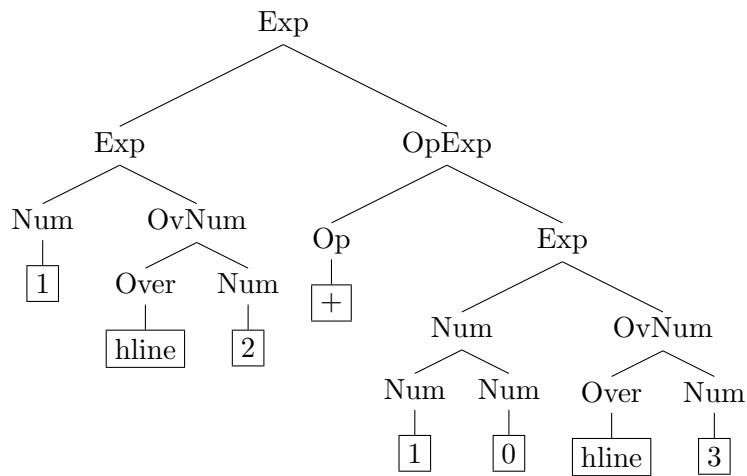 Exp
Exp OpExp
Num OvNum Op Exp
1 Over Num +
hline 2 Num OvNum
Num Num Over Num
1 0 hline 3